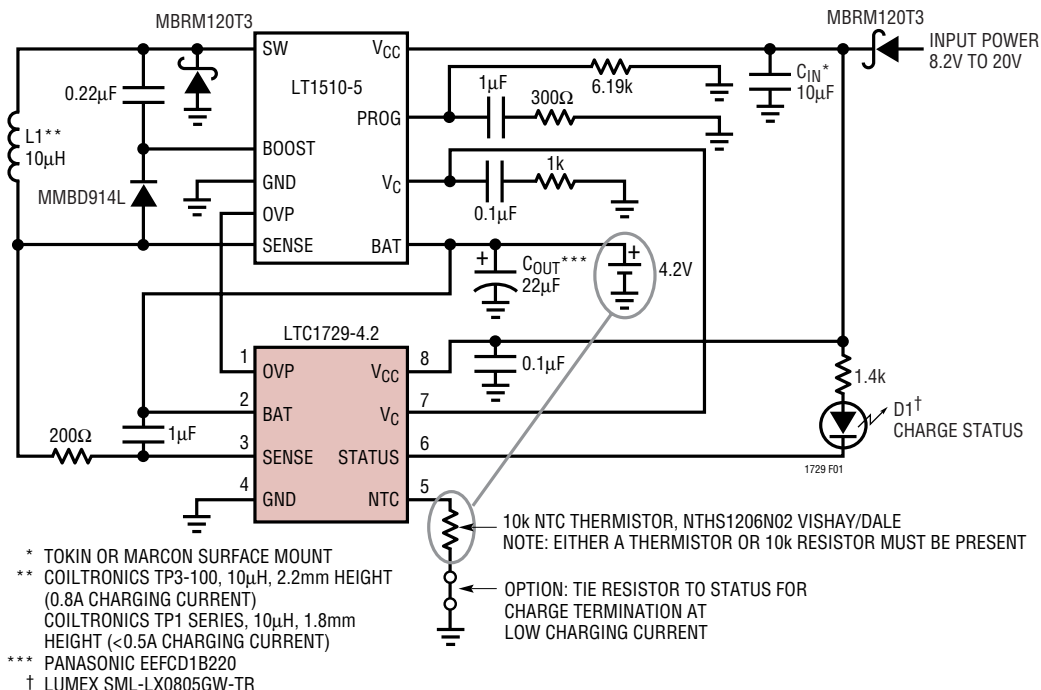 MBRM120T3
MBRM120T3
INPUT POWER
8.2V TO 20V
SW
VCC
LT1510-5
CIN*
10μF
0.22μF
1μF
6.19k
300Ω
PROG
L1**
10μH
BOOST
1k
MMBD914L
GND
VC
0.1μF
OVP
SENSE
BAT
+
COUT***
22μF
+
4.2V
LTC1729-4.2
1
OVP
VCC
8
0.1μF
1.4k
2
BAT
VC
7
D1†
CHARGE STATUS
200Ω
1μF
3
SENSE
STATUS
6
1729 F01
4
GND
NTC
5
10k NTC THERMISTOR, NTHS1206N02 VISHAY/DALE
NOTE: EITHER A THERMISTOR OR 10k RESISTOR MUST BE PRESENT
OPTION: TIE RESISTOR TO STATUS FOR
CHARGE TERMINATION AT
LOW CHARGING CURRENT
* TOKIN OR MARCON SURFACE MOUNT
** COILTRONICS TP3-100, 10μH, 2.2mm HEIGHT
(0.8A CHARGING CURRENT)
COILTRONICS TP1 SERIES, 10μH, 1.8mm
HEIGHT (<0.5A CHARGING CURRENT)
*** PANASONIC EEFCD1B220
† LUMEX SML-LX0805GW-TR